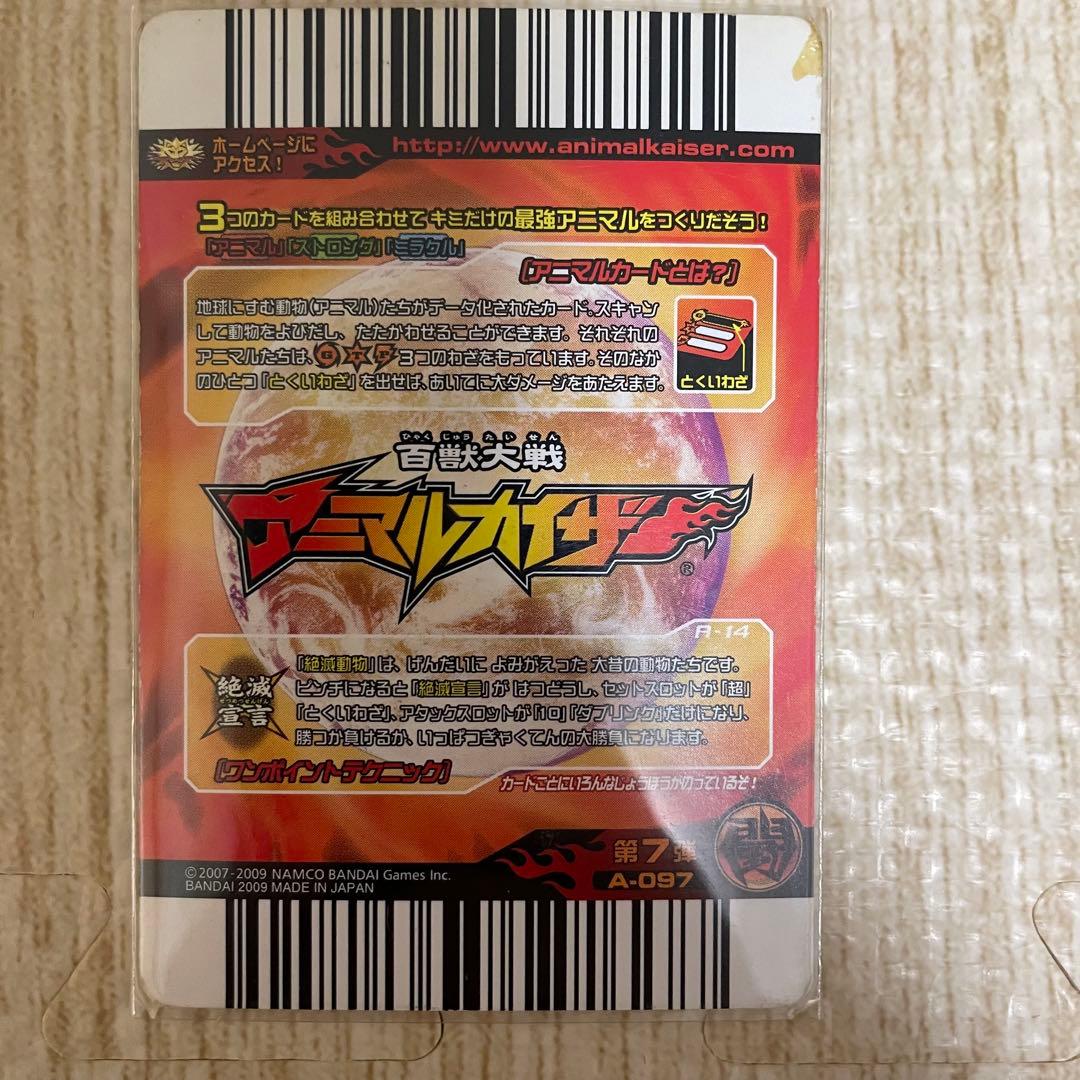 ホームページに
アクセス!
http://www.animalkaiser.com
3つのカードを組み合わせて キミだけの最強アニマルをつくりだそう!
「アニマル」「ストロング」「ミラクル」
[アニマルカードとは?]
地球にすむ動物(アニマル)たちがデータ化されたカード。スキャン
して動物をよびだし、たたかわせることができます。それぞれの
アニマルたちは、GTP3つのわざをもっています。そのなか
のひとつ「とくいわざ」を出せば、あいてに大ダメージをあたえます。
とくいわざ
ひゃくじゅうたいせん
百獣大戦
アニマルカイザー
®
A-14
「絶滅動物」は、げんだいに よみがえった 大昔の動物たちです。
ピンチになると「絶滅宣言」が はつどうし、セットスロットが「超」
「とくいわざ」、アタックスロットが「10」「ダブリング」だけになり、
勝つか負けるか、いっぱつぎゃくてんの大勝負になります。
絶滅
ぜつめつせんげん
宣言
[ワンポイントテクニック]
カードごとにいろんなじょうほうがのっているぞ!
第7弾
A-097
©2007-2009 NAMCO BANDAI Games Inc.
BANDAI 2009 MADE IN JAPAN